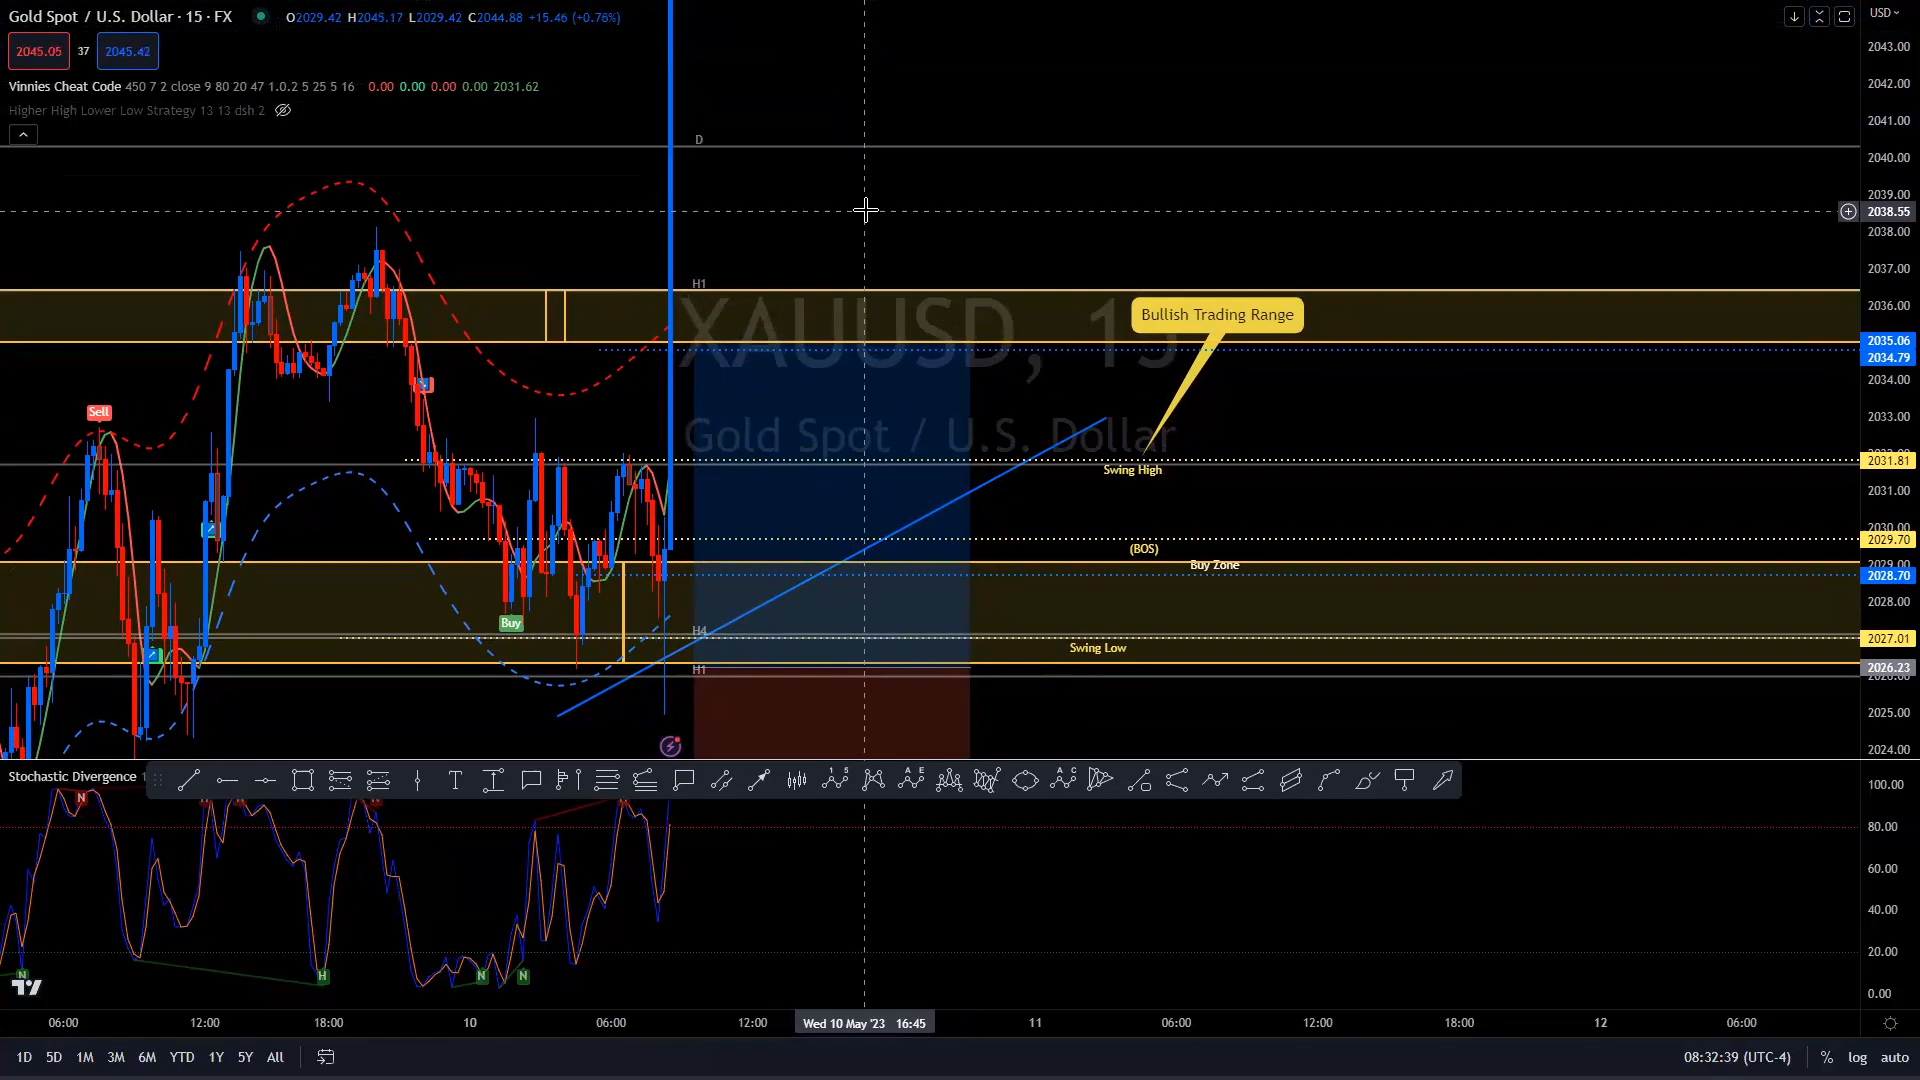 Gold Spot / U.S. Dollar · 15 · FX O2029.42 H2045.17 L2029.42 C2044.88 +15.46 (+0.76%)
USD
2045.05 37 2045.42
Vinnies Cheat Code 450 7 2 close 9 80 20 47 1.0.2 5 25 5 16 0.00 0.00 0.00 0.00 2031.62
Higher High Lower Low Strategy 13 13 dsh 2
2043.00
2042.00
2041.00
D
2040.00
2039.00
2038.55
2038.00
2037.00
H1
2036.00
XAUUSD, 15
Bullish Trading Range
2035.06
2034.79
2034.00
Sell
2033.00
Gold Spot / U.S. Dollar
2031.81
Swing High
2031.00
2030.00
2029.70
(BOS)
Buy Zone
2029.00
2028.70
2028.00
Buy
H4
2027.01
Swing Low
2026.23
H1
2026.00
2025.00
2024.00
Stochastic Divergence
100.00
N
80.00
60.00
40.00
20.00
N H N N
0.00
06:00 12:00 18:00 10 06:00 12:00 Wed 10 May '23 16:45 11 06:00 12:00 18:00 12 06:00
1D 5D 1M 3M 6M YTD 1Y 5Y All 08:32:39 (UTC-4) % log auto